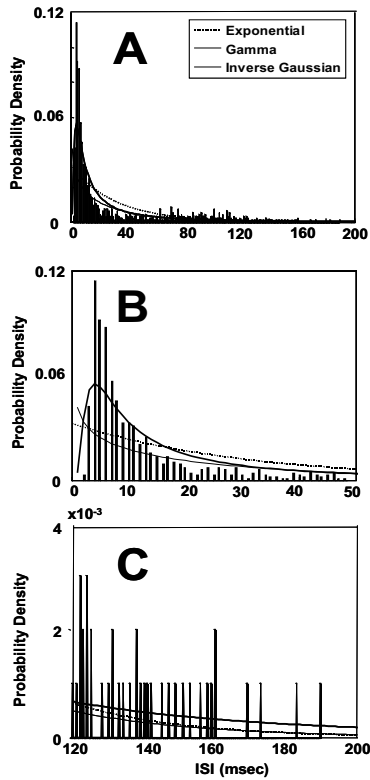 0.12
A
Exponential
Gamma
Inverse Gaussian
Probability Density
0.06
0
0 40 80 100 120 160 200
0.12
B
Probability Density
0.06
0
0 10 20 30 40 50
x10-3
4
C
Probability Density
2
0
120 140 160 160 200
ISI (msec)